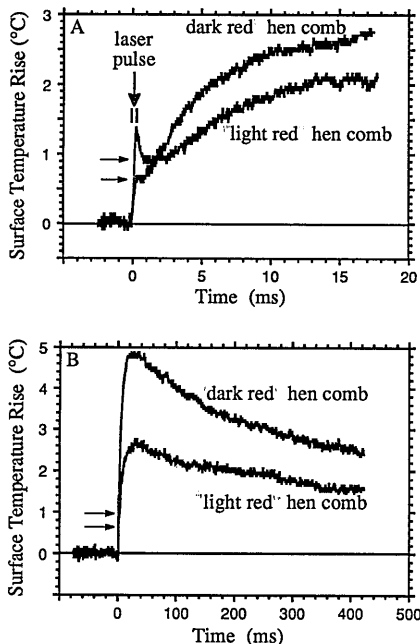 A
laser
pulse
dark red hen comb
"light red" hen comb
Surface Temperature Rise (°C)
3
2
1
0
0
5
10
15
20
Time (ms)
B
dark red hen comb
"light red" hen comb
Surface Temperature Rise (°C)
5
4
3
2
1
0
0
100
200
300
400
500
Time (ms)